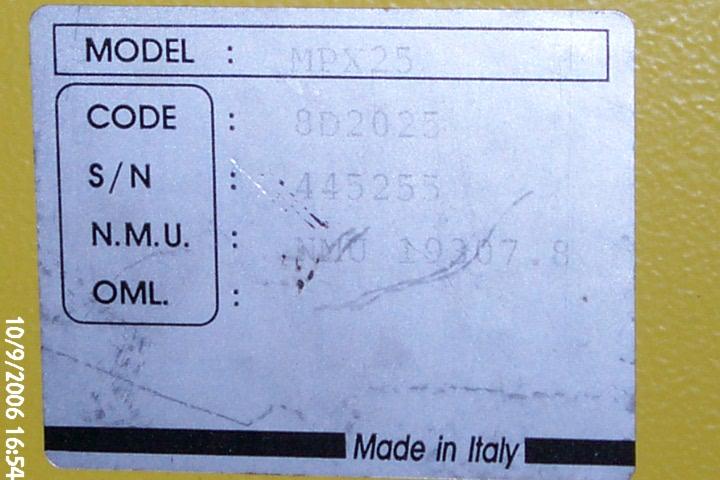 MODEL : MPX25
CODE : 8D2025
S/N : 445255
N.M.U. : NMU 19307.8
OML. :
Made in Italy
10/9/2006 16:54